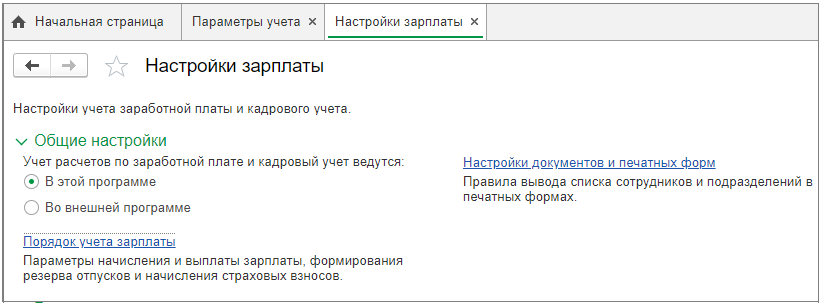 Начальная страница
Параметры учета ×
Настройки зарплаты ×
Настройки зарплаты
Настройки учета заработной платы и кадрового учета.
Общие настройки
Учет расчетов по заработной плате и кадровый учет ведутся:
В этой программе
Во внешней программе
Порядок учета зарплаты
Параметры начисления и выплаты зарплаты, формирования
резерва отпусков и начисления страховых взносов.
Настройки документов и печатных форм
Правила вывода списка сотрудников и подразделений в
печатных формах.